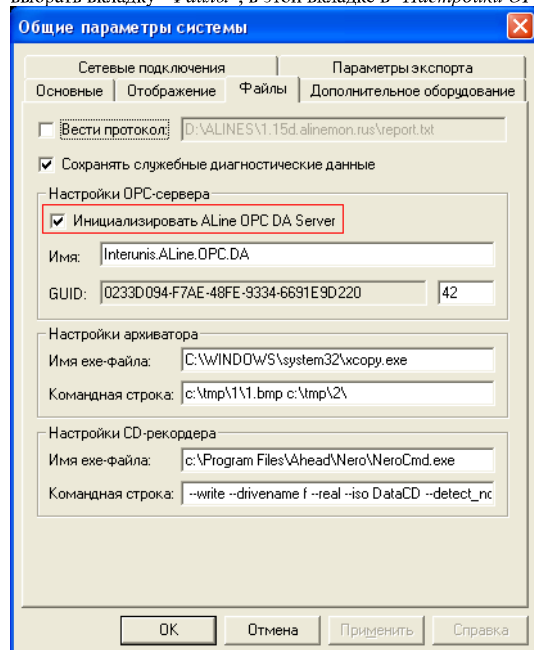 выбрать вкладку "Файлы", в этой вкладке в "Настройки OP
Общие параметры системы
Сетевые подключения Параметры экспорта
Основные Отображение Файлы Дополнительное оборудование
Вести протокол: D:\ALINES\1.15d.alinemon.rus\report.txt
Сохранять служебные диагностические данные
Настройки OPC-сервера
Инициализировать ALine OPC DA Server
Имя: Interunis.ALine.OPC.DA
GUID: 0233D094-F7AE-48FE-9334-6691E9D220 42
Настройки архиватора
Имя exe-файла: C:\WINDOWS\system32\xcopy.exe
Командная строка: c:\tmp\1\1.bmp c:\tmp\2\
Настройки CD-рекордера
Имя exe-файла: c:\Program Files\Ahead\Nero\NeroCmd.exe
Командная строка: --write --drivename f --real --iso DataCD --detect_nc
OK Отмена Применить Справка